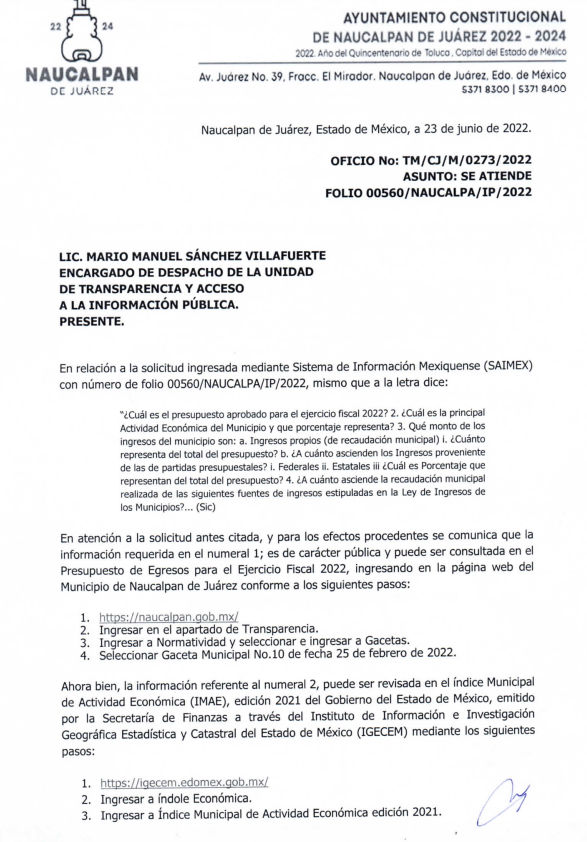 22 24
NAUCALPAN
DE JUÁREZ
AYUNTAMIENTO CONSTITUCIONAL
DE NAUCALPAN DE JUÁREZ 2022 - 2024
2022. Año del Quincentenario de Toluca, Capital del Estado de México
Av. Juárez No. 39, Fracc. El Mirador, Naucalpan de Juárez, Edo. de México
5371 8300 | 5371 8400
Naucalpan de Juárez, Estado de México, a 23 de junio de 2022.
OFICIO No: TM/CJ/M/0273/2022
ASUNTO: SE ATIENDE
FOLIO 00560/NAUCALPA/IP/2022
LIC. MARIO MANUEL SÁNCHEZ VILLAFUERTE
ENCARGADO DE DESPACHO DE LA UNIDAD
DE TRANSPARENCIA Y ACCESO
A LA INFORMACIÓN PÚBLICA.
PRESENTE.
En relación a la solicitud ingresada mediante Sistema de Información Mexiquense (SAIMEX)
con número de folio 00560/NAUCALPA/IP/2022, mismo que a la letra dice:
"¿Cuál es el presupuesto aprobado para el ejercicio fiscal 2022? 2. ¿Cuál es la principal
Actividad Económica del Municipio y que porcentaje representa? 3. Qué monto de los
ingresos del municipio son: a. Ingresos propios (de recaudación municipal) i. ¿Cuánto
representa del total del presupuesto? b. ¿A cuánto ascienden los Ingresos proveniente
de las de partidas presupuestales? i. Federales ii. Estatales iii ¿Cuál es Porcentaje que
representan del total del presupuesto? 4. ¿A cuánto asciende la recaudación municipal
realizada de las siguientes fuentes de ingresos estipuladas en la Ley de Ingresos de
los Municipios?... (Sic)
En atención a la solicitud antes citada, y para los efectos procedentes se comunica que la
información requerida en el numeral 1; es de carácter pública y puede ser consultada en el
Presupuesto de Egresos para el Ejercicio Fiscal 2022, ingresando en la página web del
Municipio de Naucalpan de Juárez conforme a los siguientes pasos:
1. https://naucalpan.gob.mx/
2. Ingresar en el apartado de Transparencia.
3. Ingresar a Normatividad y seleccionar e ingresar a Gacetas.
4. Seleccionar Gaceta Municipal No.10 de fecha 25 de febrero de 2022.
Ahora bien, la información referente al numeral 2, puede ser revisada en el índice Municipal
de Actividad Económica (IMAE), edición 2021 del Gobierno del Estado de México, emitido
por la Secretaría de Finanzas a través del Instituto de Información e Investigación
Geográfica Estadística y Catastral del Estado de México (IGECEM) mediante los siguientes
pasos:
1. https://igecem.edomex.gob.mx/
2. Ingresar a índole Económica.
3. Ingresar a Índice Municipal de Actividad Económica edición 2021.